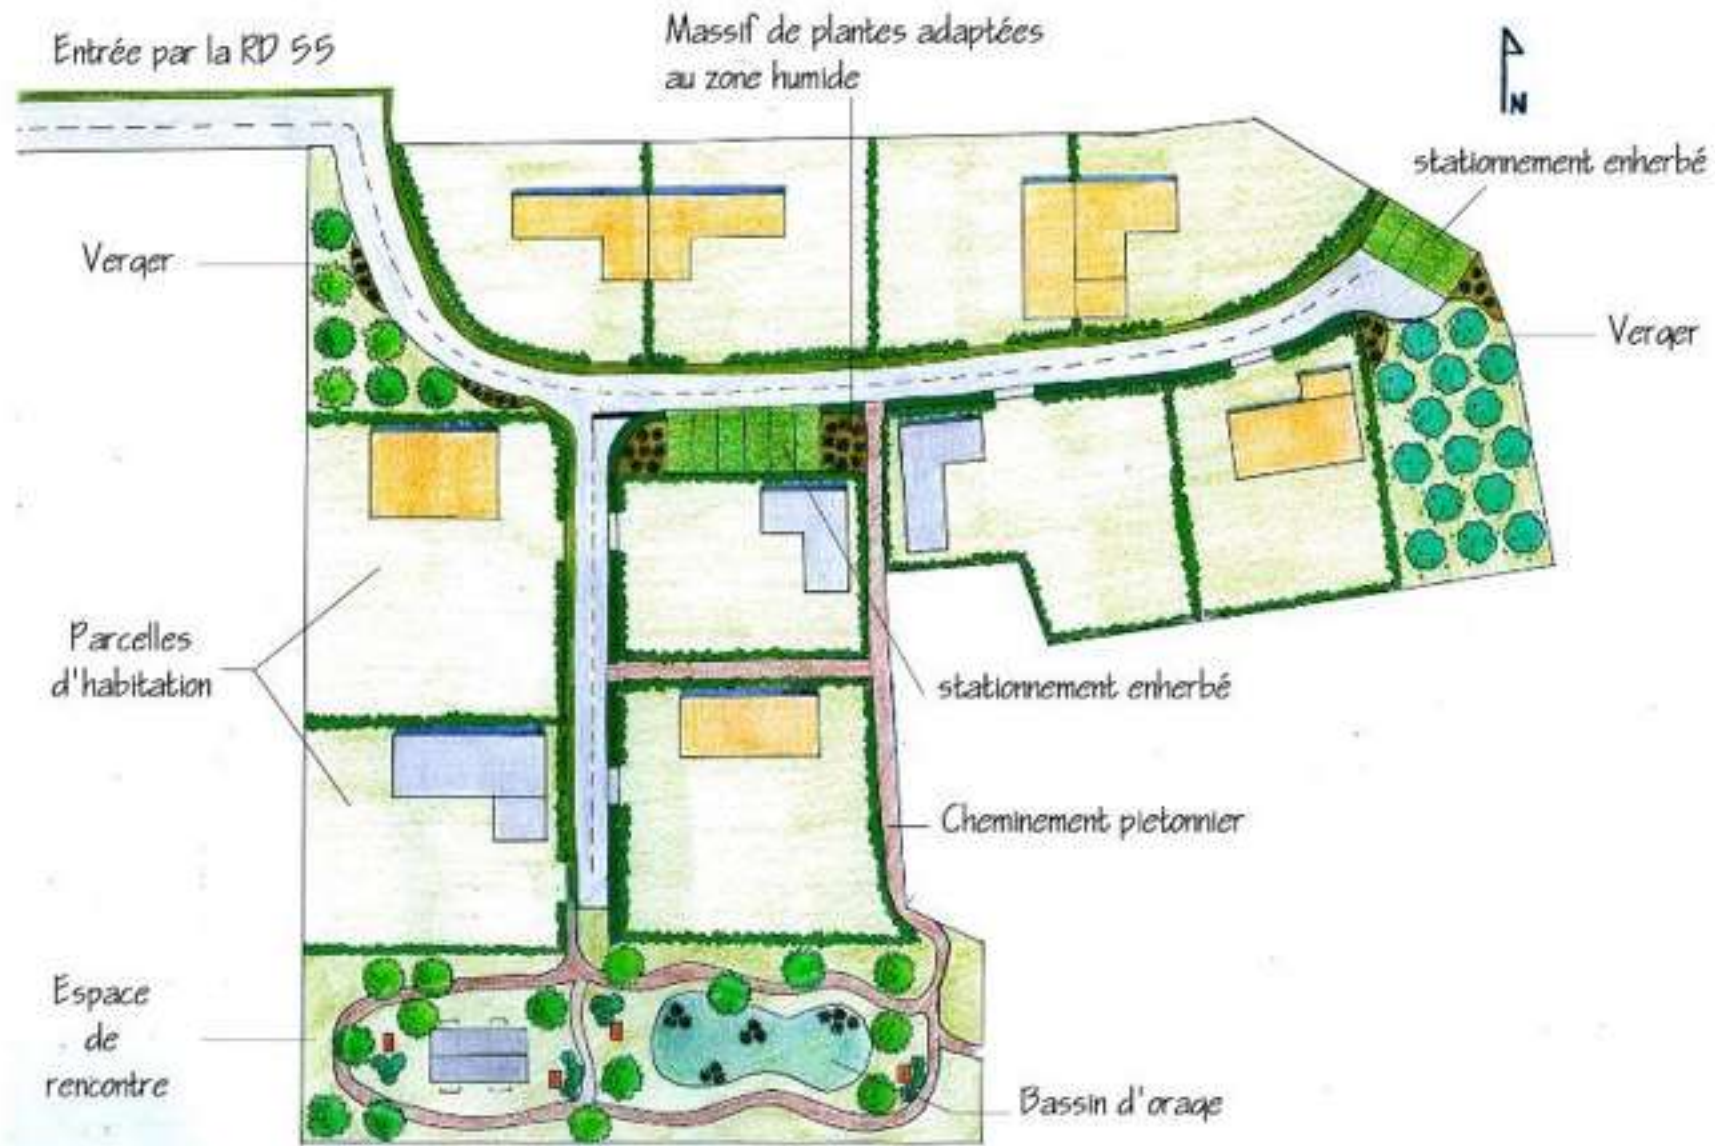 Entrée par la RD 55
Massif de plantes adaptées
au zone humide
N
stationnement enherbé
Verger
Verger
Parcelles
d'habitation
stationnement enherbé
Cheminement pietonnier
Espace
de
rencontre
Bassin d'orage